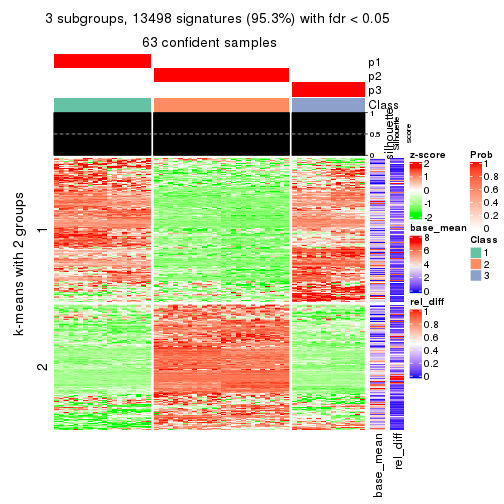 3 subgroups, 13498 signatures (95.3%) with fdr < 0.05
63 confident samples
p1
p2
p3
Class
1
0.5
0
silhouette
Silhouette
score
k-means with 2 groups
1
2
base_mean
rel_diff
z-score
2
1
0
-1
-2
base_mean
8
6
4
2
0
rel_diff
1
0.8
0.6
0.4
0.2
0
Prob
1
0.8
0.6
0.4
0.2
0
Class
1
2
3